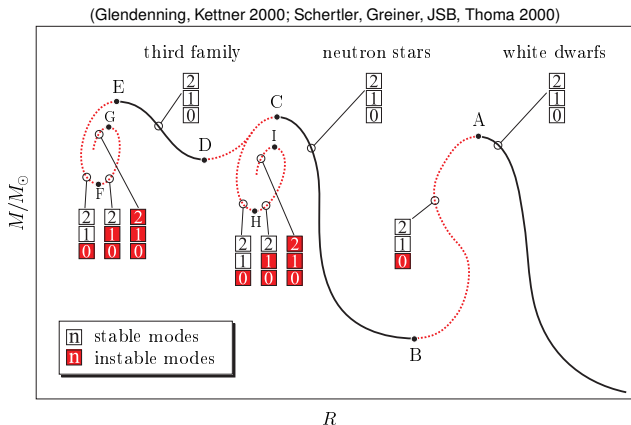 (Glendenning, Kettner 2000; Schertler, Greiner, JSB, Thoma 2000)
third family
neutron stars
white dwarfs
2
1
0
2
1
0
2
1
0
E
G
F
D
C
I
H
A
B
2
1
0
2
1
0
2
1
0
2
1
0
2
1
0
2
1
0
2
1
0
n stable modes
n instable modes
M/M⊙
R